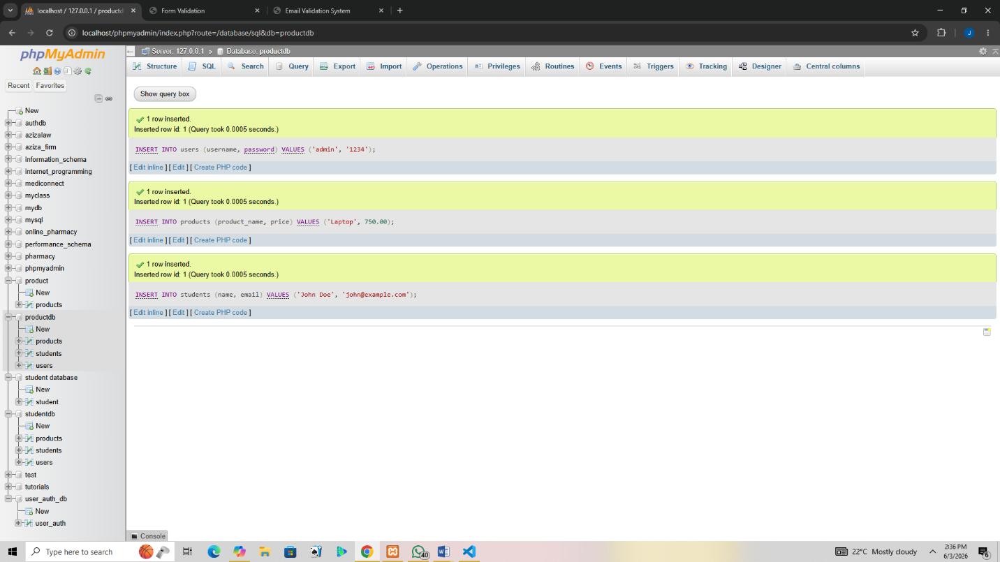 localhost / 127.0.0.1 / productdb
Form Validation
Email Validation System
localhost/phpmyadmin/index.php?route=/database/sql&db=productdb
phpMyAdmin
Recent
Favorites
New
authdb
azizalaw
aziza_firm
information_schema
internet_programming
mediconnect
myclass
mydb
mysql
online_pharmacy
performance_schema
pharmacy
phpmyadmin
product
New
products
productdb
New
products
students
users
student database
New
student
studentdb
New
products
students
users
test
tutorials
user_auth_db
New
user_auth
Server: 127.0.0.1 » Database: productdb
Structure SQL Search Query Export Import Operations Privileges Routines Events Triggers Tracking Designer Central columns
Show query box
1 row inserted.
Inserted row id: 1 (Query took 0.0005 seconds.)
INSERT INTO users (username, password) VALUES ('admin', '1234');
[ Edit inline ] [ Edit ] [ Create PHP code ]
1 row inserted.
Inserted row id: 1 (Query took 0.0005 seconds.)
INSERT INTO products (product_name, price) VALUES ('Laptop', 750.00);
[ Edit inline ] [ Edit ] [ Create PHP code ]
1 row inserted.
Inserted row id: 1 (Query took 0.0005 seconds.)
INSERT INTO students (name, email) VALUES ('John Doe', 'john@example.com');
[ Edit inline ] [ Edit ] [ Create PHP code ]
Console
Type here to search
40
22°C Mostly cloudy
2:36 PM
6/3/2026
6
J